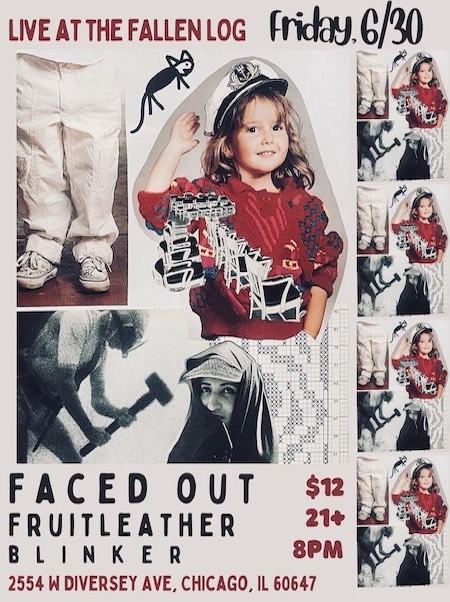 LIVE AT THE FALLEN LOG Friday, 6/30
FACED OUT $12
FRUITLEATHER 21+
BLINKER 8PM
2554 W DIVERSEY AVE, CHICAGO, IL 60647